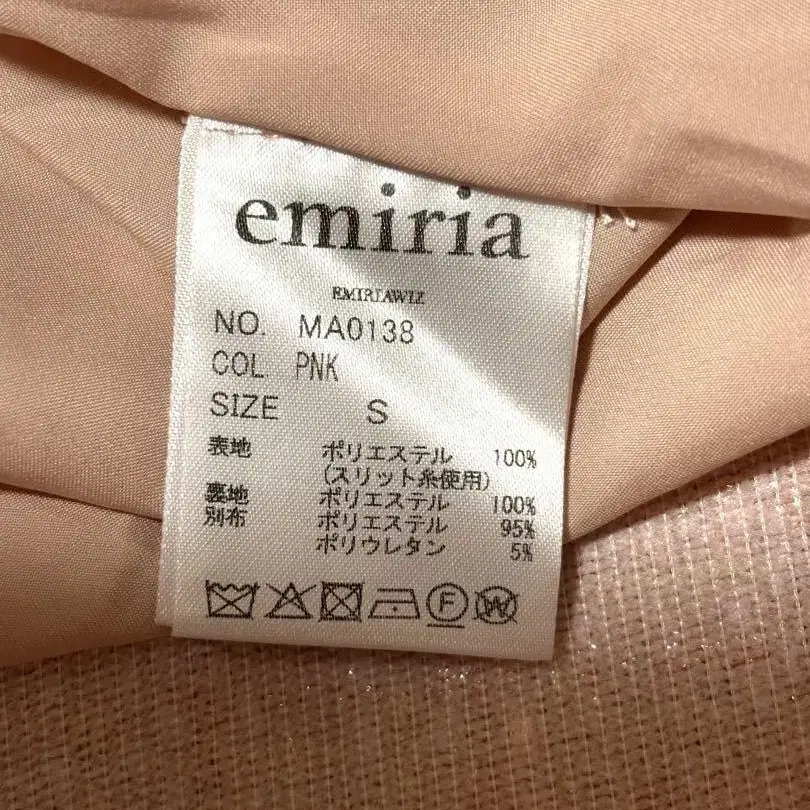 emiria
EMIRIAWIZ
NO. MA0138
COL. PNK
SIZE S
表地 ポリエステル 100%
(スリット糸使用)
裏地 ポリエステル 100%
別布 ポリエステル 95%
ポリウレタン 5%
F
W